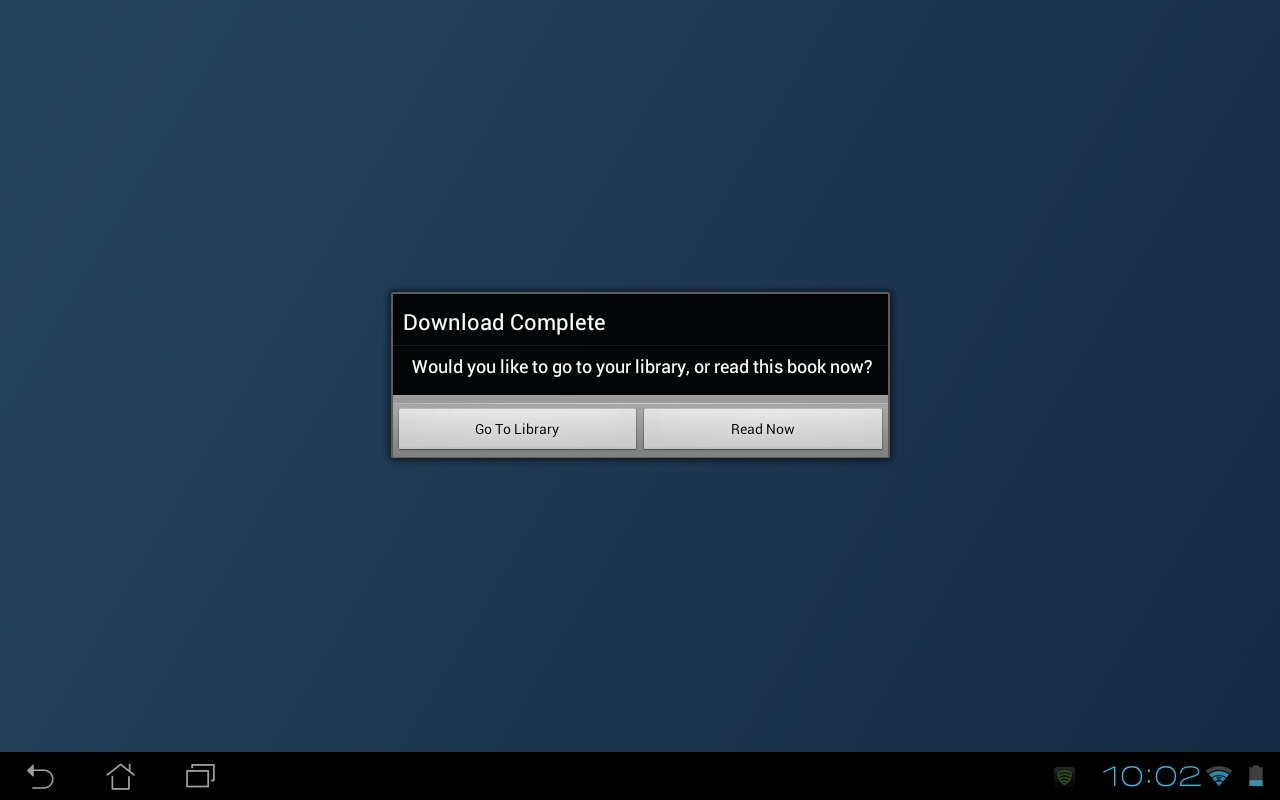 Download Complete
Would you like to go to your library, or read this book now?
Go To Library
Read Now
10:02